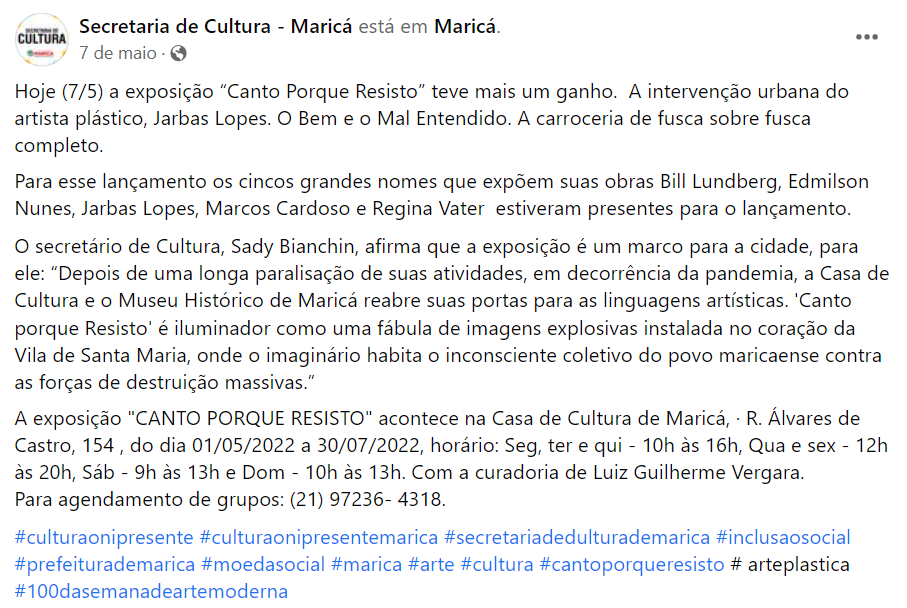 SECRETARIA DE
CULTURA
MARICÁ
Secretaria de Cultura - Maricá está em Maricá.
7 de maio ·
Hoje (7/5) a exposição “Canto Porque Resisto” teve mais um ganho.  A intervenção urbana do
artista plástico, Jarbas Lopes. O Bem e o Mal Entendido. A carroceria de fusca sobre fusca
completo.
Para esse lançamento os cincos grandes nomes que expõem suas obras Bill Lundberg, Edmilson
Nunes, Jarbas Lopes, Marcos Cardoso e Regina Vater  estiveram presentes para o lançamento.
O secretário de Cultura, Sady Bianchin, afirma que a exposição é um marco para a cidade, para
ele: “Depois de uma longa paralisação de suas atividades, em decorrência da pandemia, a Casa de
Cultura e o Museu Histórico de Maricá reabre suas portas para as linguagens artísticas. 'Canto
porque Resisto' é iluminador como uma fábula de imagens explosivas instalada no coração da
Vila de Santa Maria, onde o imaginário habita o inconsciente coletivo do povo maricaense contra
as forças de destruição massivas.”
A exposição "CANTO PORQUE RESISTO" acontece na Casa de Cultura de Maricá, · R. Álvares de
Castro, 154 , do dia 01/05/2022 a 30/07/2022, horário: Seg, ter e qui - 10h às 16h, Qua e sex - 12h
às 20h, Sáb - 9h às 13h e Dom - 10h às 13h. Com a curadoria de Luiz Guilherme Vergara.
Para agendamento de grupos: (21) 97236- 4318.
#culturaonipresente #culturaonipresentemarica #secretariadedulturademarica #inclusaosocial
#prefeiturademarica #moedasocial #marica #arte #cultura #cantoporqueresisto # arteplastica
#100dasemanadeartemoderna